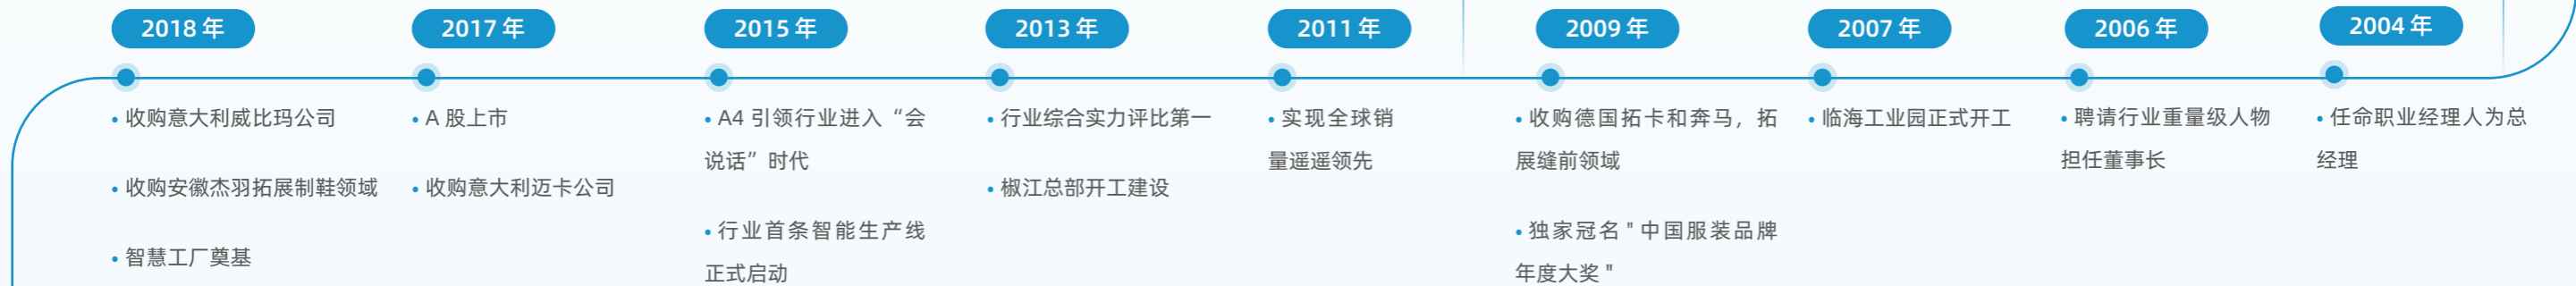 2018 年
• 收购意大利威比玛公司
• 收购安徽杰羽拓展制鞋领域
• 智慧工厂奠基
2017 年
• A 股上市
• 收购意大利迈卡公司
2015 年
• A4 引领行业进入“会
说话”时代
• 行业首条智能生产线
正式启动
2013 年
• 行业综合实力评比第一
• 椒江总部开工建设
2011 年
• 实现全球销
量遥遥领先
2009 年
• 收购德国拓卡和奔马，拓
展缝前领域
• 独家冠名 " 中国服装品牌
年度大奖 "
2007 年
• 临海工业园正式开工
2006 年
• 聘请行业重量级人物
担任董事长
2004 年
• 任命职业经理人为总
经理